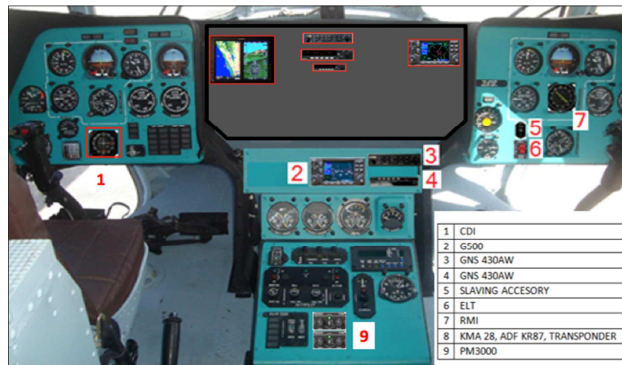 1
2
3
4
5
6
7
9
1 CDI
2 G500
3 GNS 430AW
4 GNS 430AW
5 SLAVING ACCESORY
6 ELT
7 RMI
8 KMA 28, ADF KR87, TRANSPONDER
9 PM3000